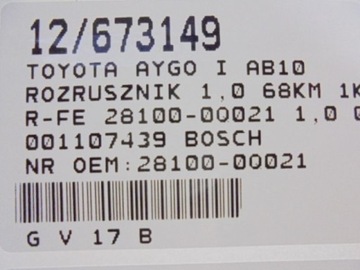 12/673149
TOYOTA AYGO I AB10
ROZRUSZNIK 1,0 68KM 1K
R-FE 28100-00021 1,0
001107439 BOSCH
NR OEM:28100-00021
G V 17 B